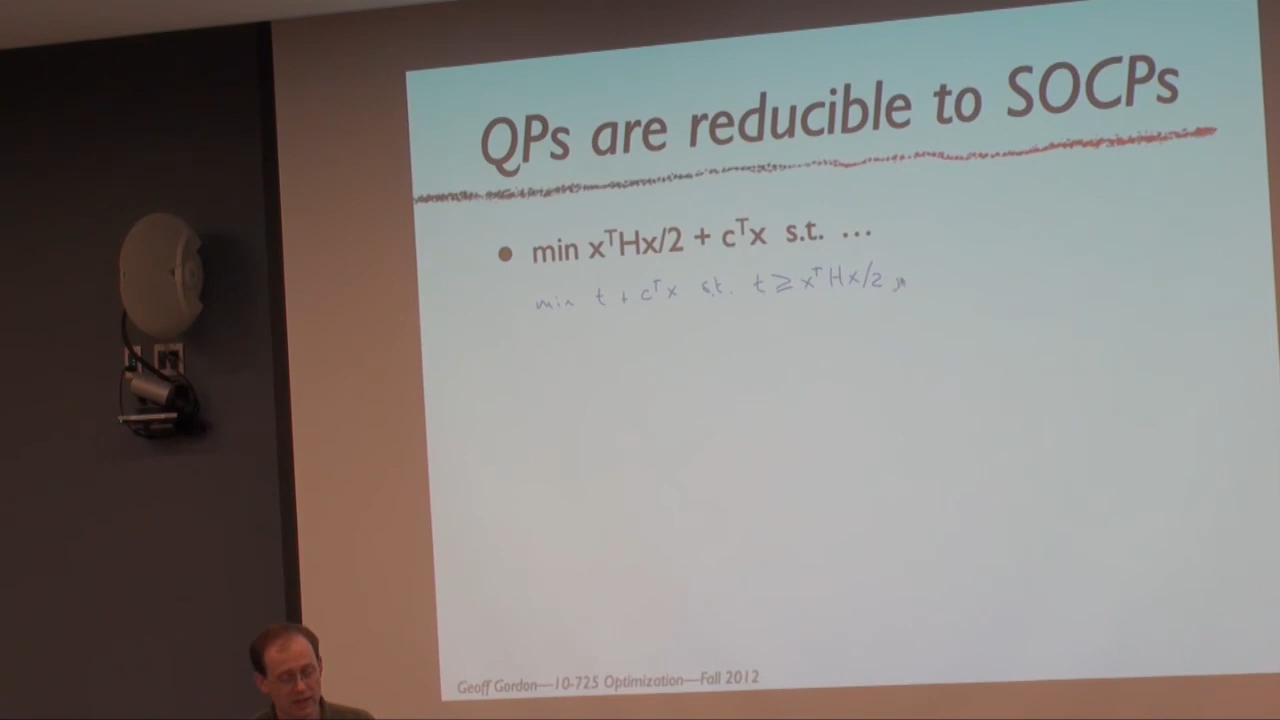 QPs are reducible to SOCPs
• min xᵀHx/2 + cᵀx s.t. …
min t + cᵀx s.t. t ≥ xᵀHx/2,
Geoff Gordon—10-725 Optimization—Fall 2012